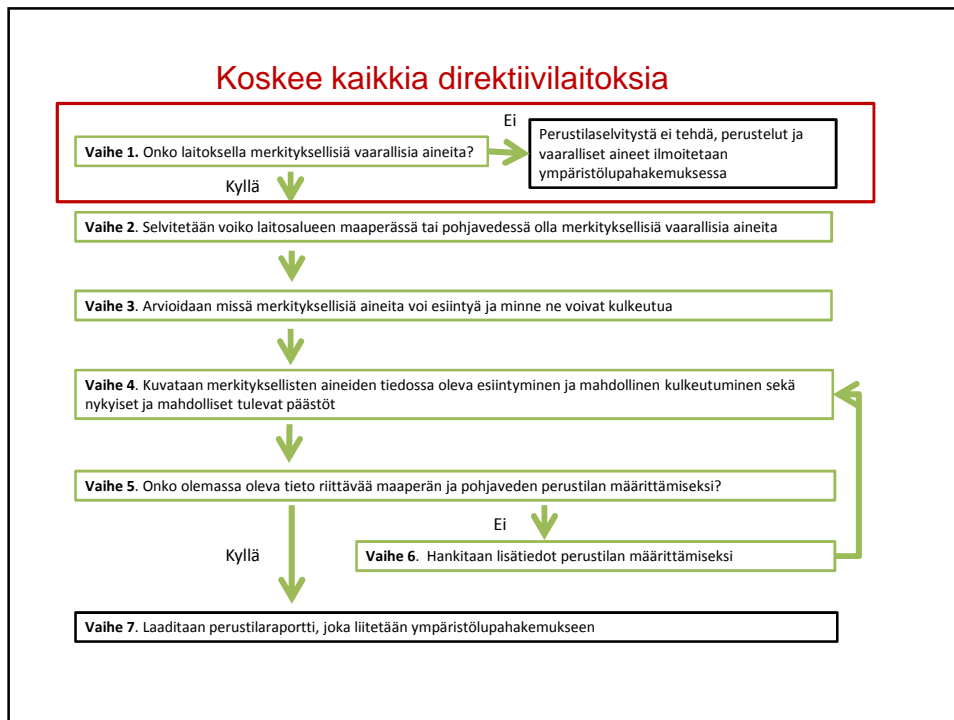 Koskee kaikkia direktiivilaitoksia
Ei
Vaihe 1. Onko laitoksella merkityksellisiä vaarallisia aineita?
Perustilaselvitystä ei tehdä, perustelut ja
vaaralliset aineet ilmoitetaan
ympäristölupahakemuksessa
Kyllä
Vaihe 2. Selvitetään voiko laitosalueen maaperässä tai pohjavedessä olla merkityksellisiä vaarallisia aineita
Vaihe 3. Arvioidaan missä merkityksellisiä aineita voi esiintyä ja minne ne voivat kulkeutua
Vaihe 4. Kuvataan merkityksellisten aineiden tiedossa oleva esiintyminen ja mahdollinen kulkeutuminen sekä
nykyiset ja mahdolliset tulevat päästöt
Vaihe 5. Onko olemassa oleva tieto riittävää maaperän ja pohjaveden perustilan määrittämiseksi?
Ei
Kyllä
Vaihe 6. Hankitaan lisätiedot perustilan määrittämiseksi
Vaihe 7. Laaditaan perustilaraportti, joka liitetään ympäristölupahakemukseen